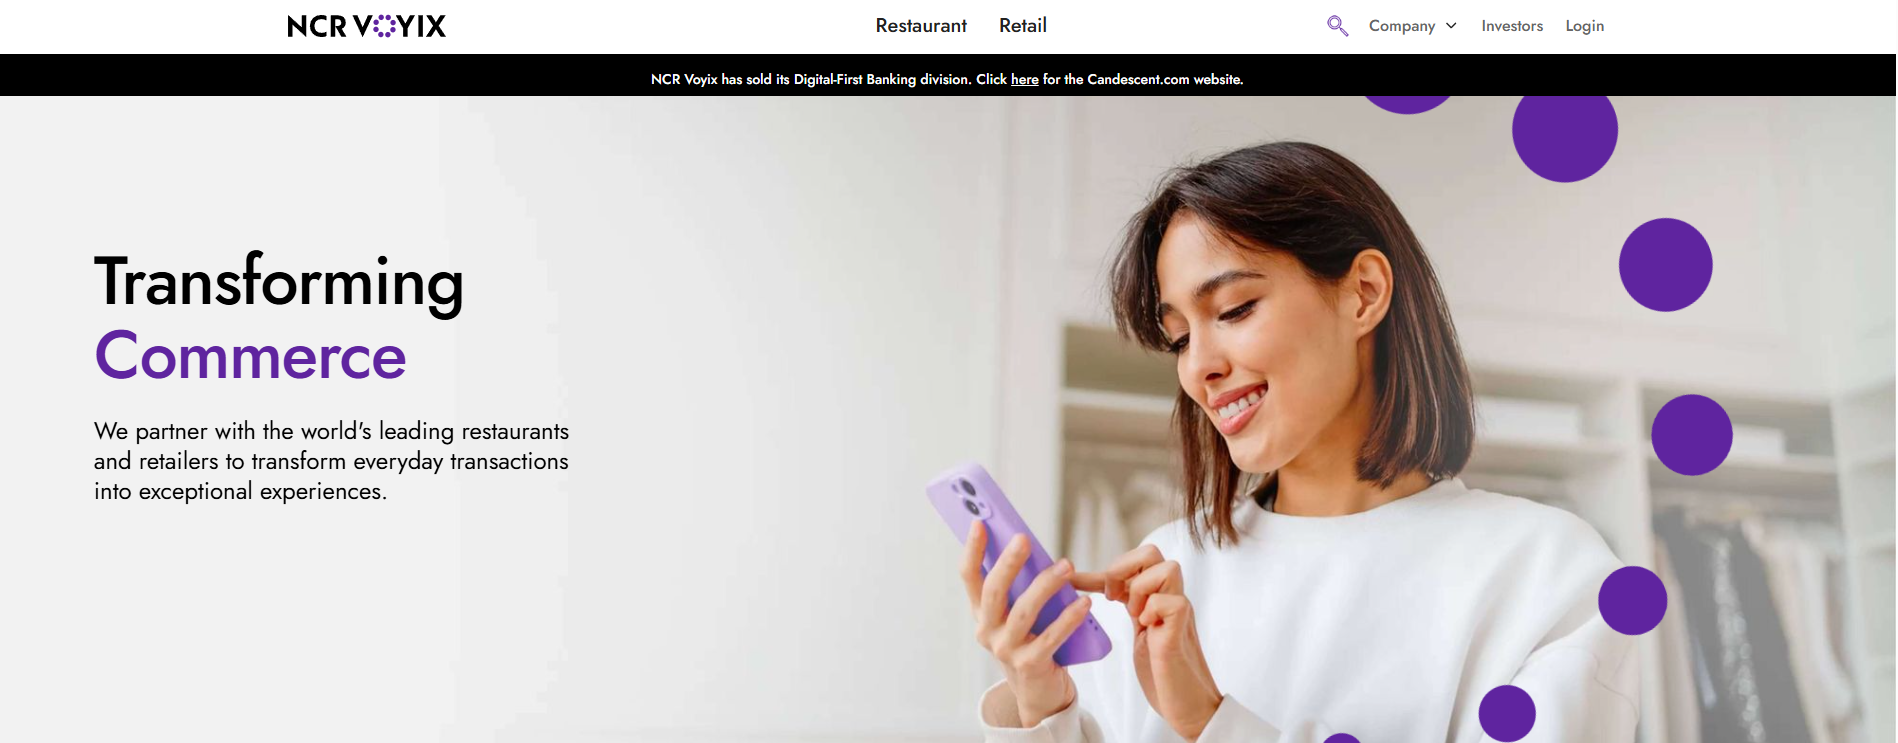 NCR VOYIX
Restaurant
Retail
Company
Investors
Login
NCR Voyix has sold its Digital-First Banking division. Click here for the Candescent.com website.
Transforming
Commerce
We partner with the world's leading restaurants
and retailers to transform everyday transactions
into exceptional experiences.